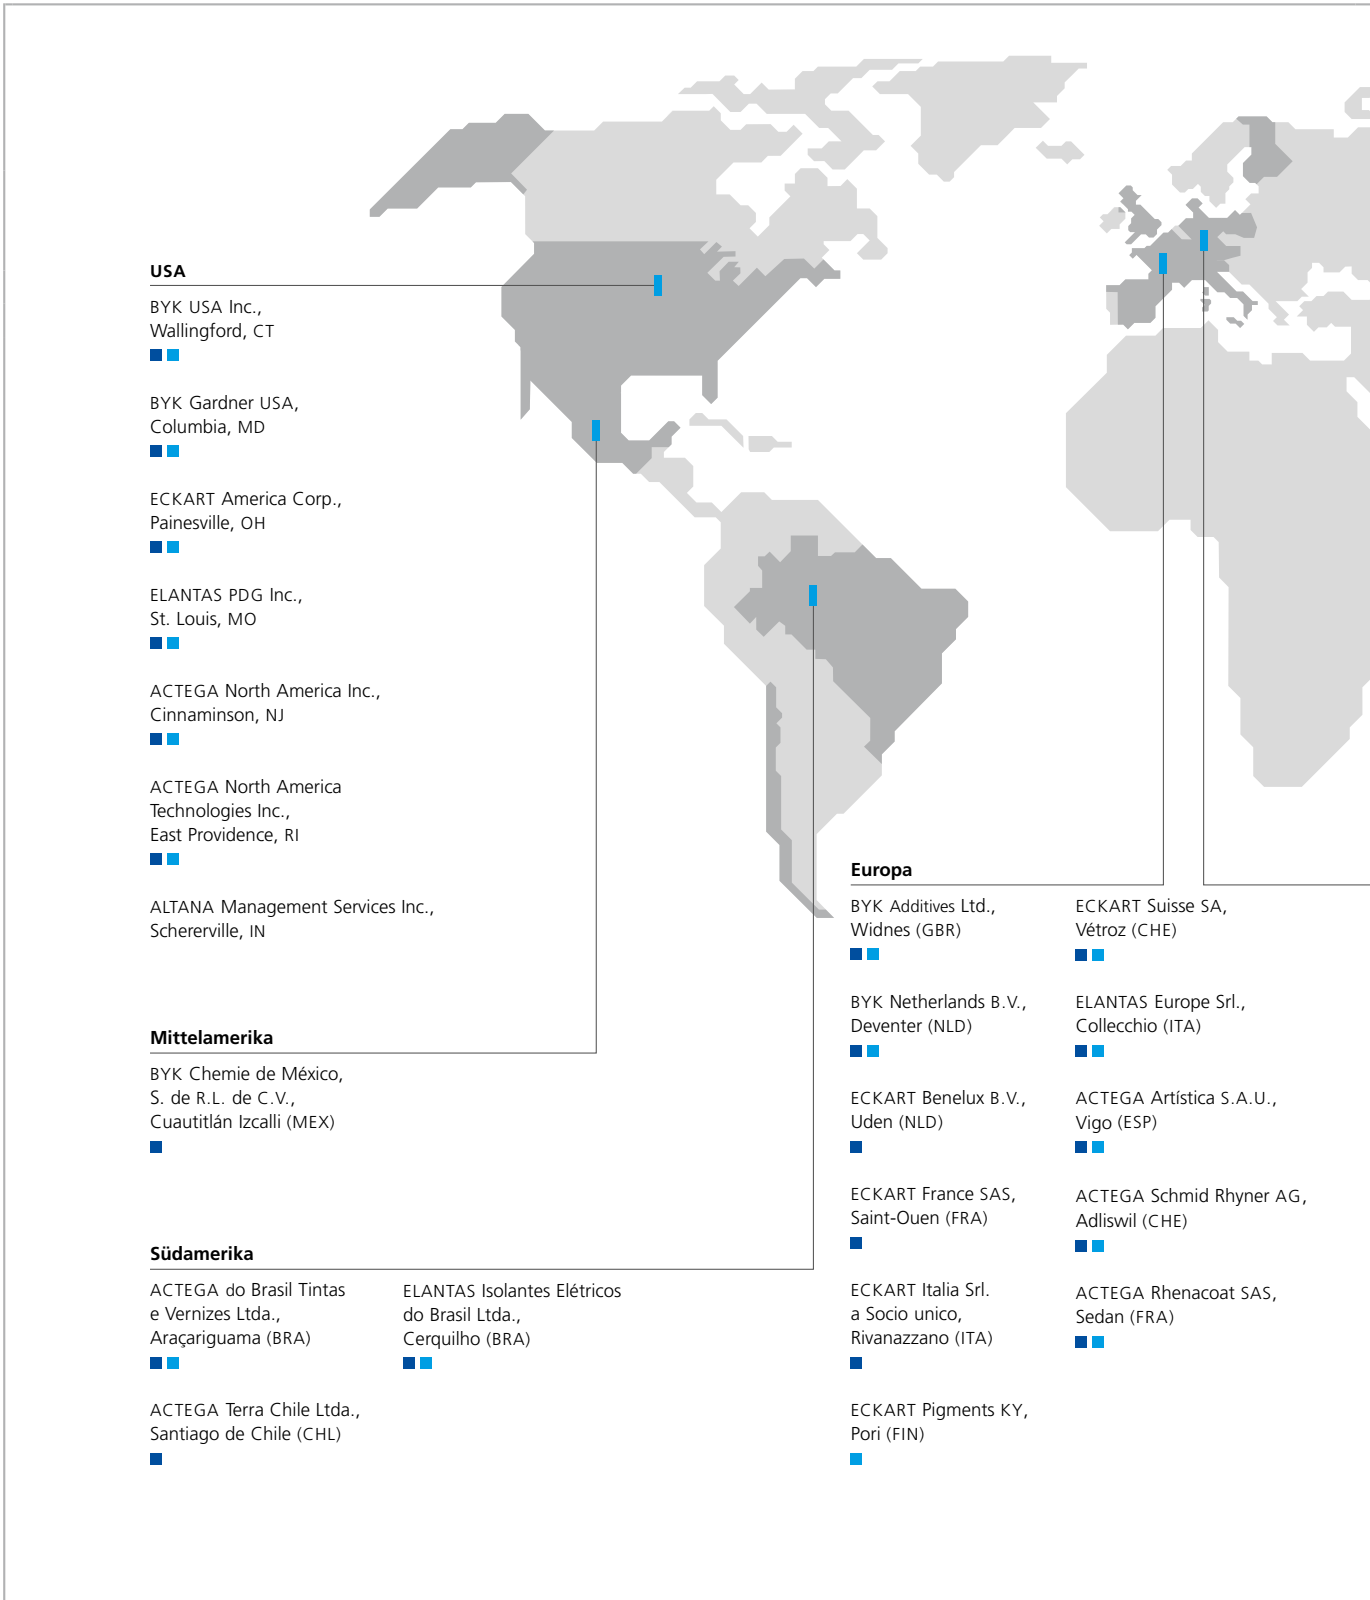 USA
BYK USA Inc.,
Wallingford, CT
BYK Gardner USA,
Columbia, MD
ECKART America Corp.,
Painesville, OH
ELANTAS PDG Inc.,
St. Louis, MO
ACTEGA North America Inc.,
Cinnaminson, NJ
ACTEGA North America
Technologies Inc.,
East Providence, RI
ALTANA Management Services Inc.,
Schererville, IN
Mittelamerika
BYK Chemie de México,
S. de R.L. de C.V.,
Cuautitlán Izcalli (MEX)
Südamerika
ACTEGA do Brasil Tintas
e Vernizes Ltda.,
Araçariguama (BRA)
ACTEGA Terra Chile Ltda.,
Santiago de Chile (CHL)
ELANTAS Isolantes Elétricos
do Brasil Ltda.,
Cerquilho (BRA)
Europa
BYK Additives Ltd.,
Widnes (GBR)
BYK Netherlands B.V.,
Deventer (NLD)
ECKART Benelux B.V.,
Uden (NLD)
ECKART France SAS,
Saint-Ouen (FRA)
ECKART Italia Srl.
a Socio unico,
Rivanazzano (ITA)
ECKART Pigments KY,
Pori (FIN)
ECKART Suisse SA,
Vétroz (CHE)
ELANTAS Europe Srl.,
Collecchio (ITA)
ACTEGA Artística S.A.U.,
Vigo (ESP)
ACTEGA Schmid Rhyner AG,
Adliswil (CHE)
ACTEGA Rhenacoat SAS,
Sedan (FRA)